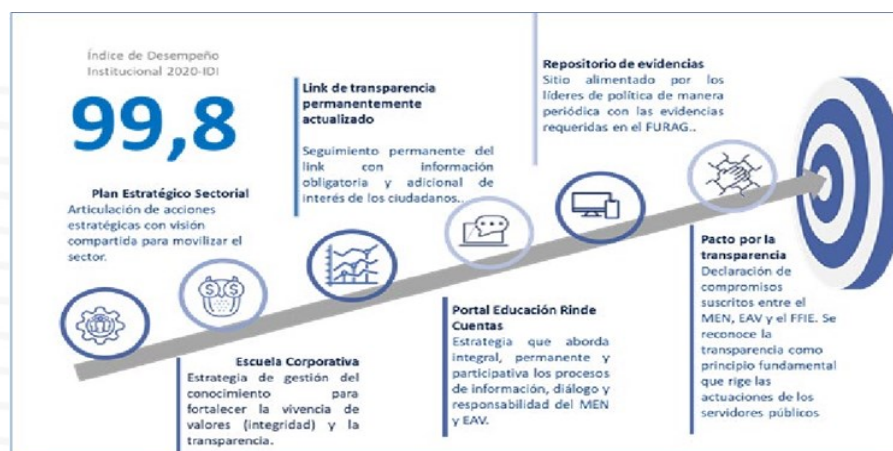 Índice de Desempeño
Institucional 2020-IDI
99,8
Plan Estratégico Sectorial
Articulación de acciones
estratégicas con visión
compartida para movilizar el
sector.
Escuela Corporativa
Estrategia de gestión del
conocimiento para
fortalecer la vivencia de
valores (integridad) y la
transparencia.
Link de transparencia
permanentemente
actualizado
Seguimiento permanente del
link con información
obligatoria y adicional de
interés de los ciudadanos..
Portal Educación Rinde
Cuentas
Estrategia que aborda
integral, permanente y
participativa los procesos
de información, diálogo y
responsabilidad del MEN
y EAV.
Repositorio de evidencias
Sitio alimentado por los
líderes de política de manera
periódica con las evidencias
requeridas en el FURAG..
Pacto por la
transparencia
Declaración de
compromisos
suscritos entre el
MEN, EAV y el FFIE. Se
reconoce la
transparencia como
principio fundamental
que rige las
actuaciones de los
servidores públicos